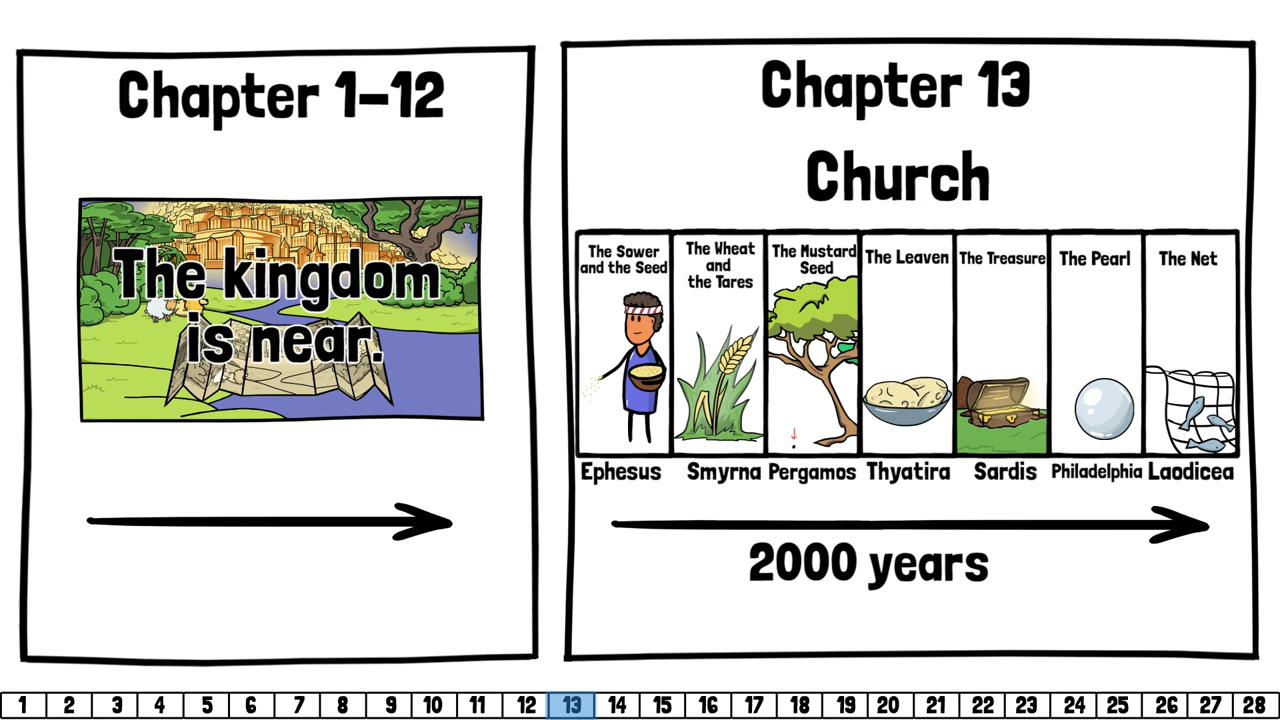 Chapter 1–12
The kingdom
is near.
Chapter 13
Church
The Sower
and the Seed
The Wheat
and
the Tares
The Mustard
Seed
The Leaven
The Treasure
The Pearl
The Net
Ephesus Smyrna Pergamos Thyatira Sardis Philadelphia Laodicea
2000 years
1 2 3 4 5 6 7 8 9 10 11 12 13 14 15 16 17 18 19 20 21 22 23 24 25 26 27 28